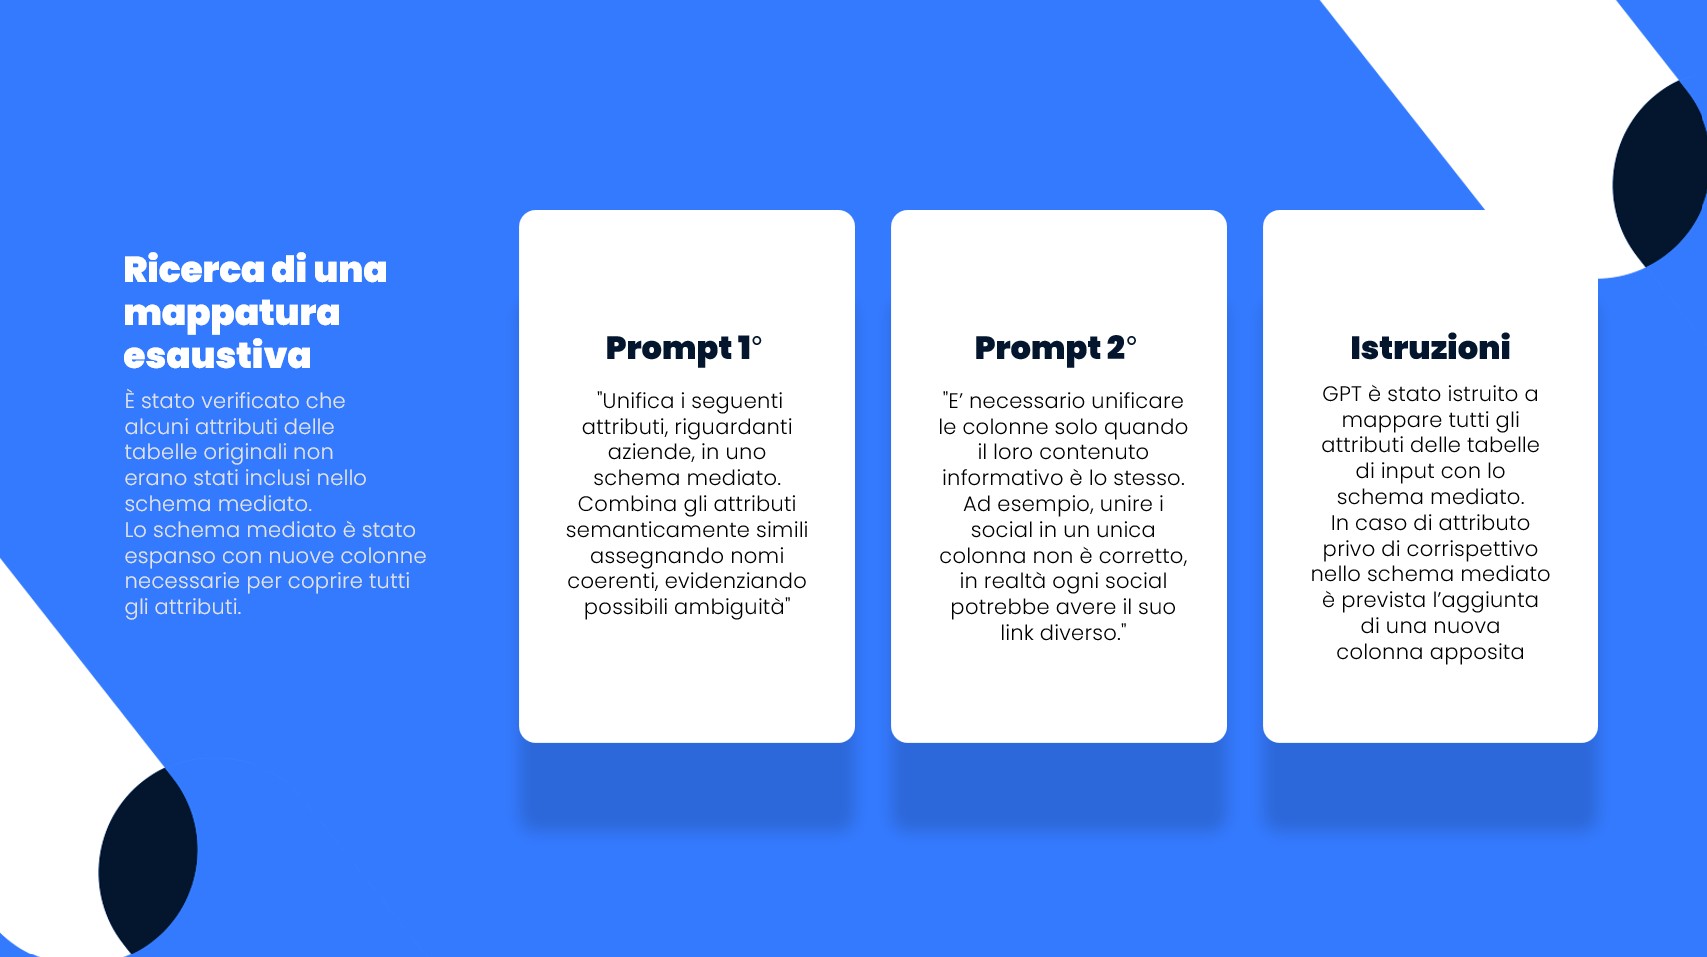 Ricerca di una
mappatura
esaustiva
È stato verificato che
alcuni attributi delle
tabelle originali non
erano stati inclusi nello
schema mediato.
Lo schema mediato è stato
espanso con nuove colonne
necessarie per coprire tutti
gli attributi.
Prompt 1°
"Unifica i seguenti
attributi, riguardanti
aziende, in uno
schema mediato.
Combina gli attributi
semanticamente simili
assegnando nomi
coerenti, evidenziando
possibili ambiguità"
Prompt 2°
"E’ necessario unificare
le colonne solo quando
il loro contenuto
informativo è lo stesso.
Ad esempio, unire i
social in un unica
colonna non è corretto,
in realtà ogni social
potrebbe avere il suo
link diverso."
Istruzioni
GPT è stato istruito a
mappare tutti gli
attributi delle tabelle
di input con lo
schema mediato.
In caso di attributo
privo di corrispettivo
nello schema mediato
è prevista l’aggiunta
di una nuova
colonna apposita